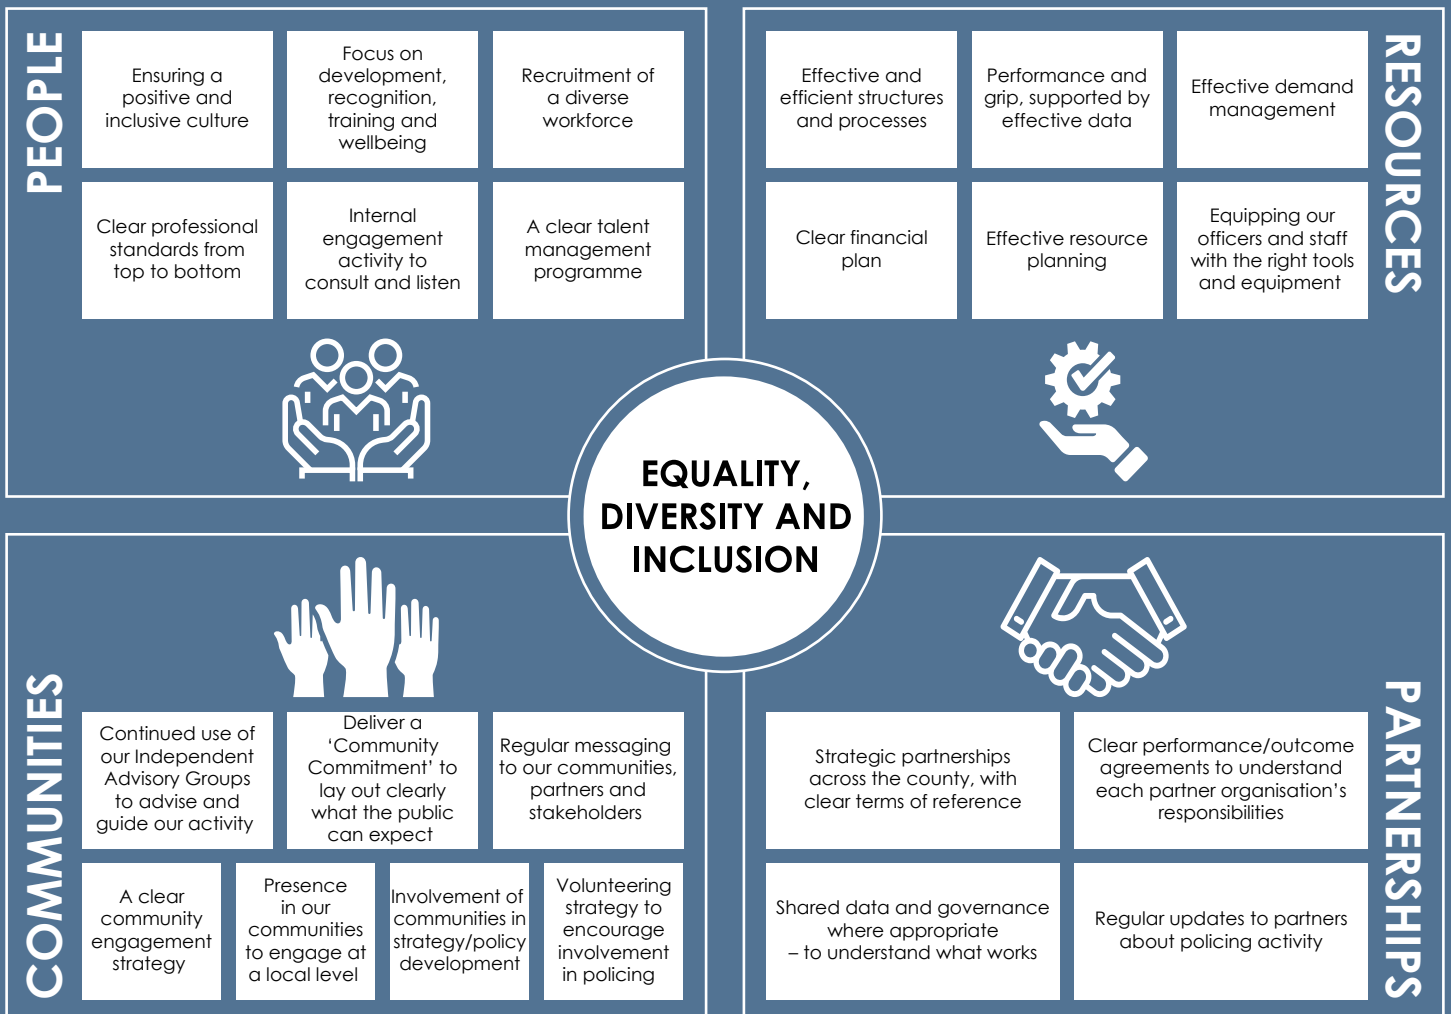 PEOPLE
Ensuring a
positive and
inclusive culture
Focus on
development,
recognition,
training and
wellbeing
Recruitment of
a diverse
workforce
Clear professional
standards from
top to bottom
Internal
engagement
activity to
consult and listen
A clear talent
management
programme
RESOURCES
Effective and
efficient structures
and processes
Performance and
grip, supported by
effective data
Effective demand
management
Clear financial
plan
Effective resource
planning
Equipping our
officers and staff
with the right tools
and equipment
EQUALITY,
DIVERSITY AND
INCLUSION
COMMUNITIES
Continued use of
our Independent
Advisory Groups
to advise and
guide our activity
Deliver a
‘Community
Commitment’ to
lay out clearly
what the public
can expect
Regular messaging
to our communities,
partners and
stakeholders
A clear
community
engagement
strategy
Presence
in our
communities
to engage at
a local level
Involvement of
communities in
strategy/policy
development
Volunteering
strategy to
encourage
involvement
in policing
PARTNERSHIPS
Strategic partnerships
across the county, with
clear terms of reference
Clear performance/outcome
agreements to understand
each partner organisation’s
responsibilities
Shared data and governance
where appropriate
– to understand what works
Regular updates to partners
about policing activity